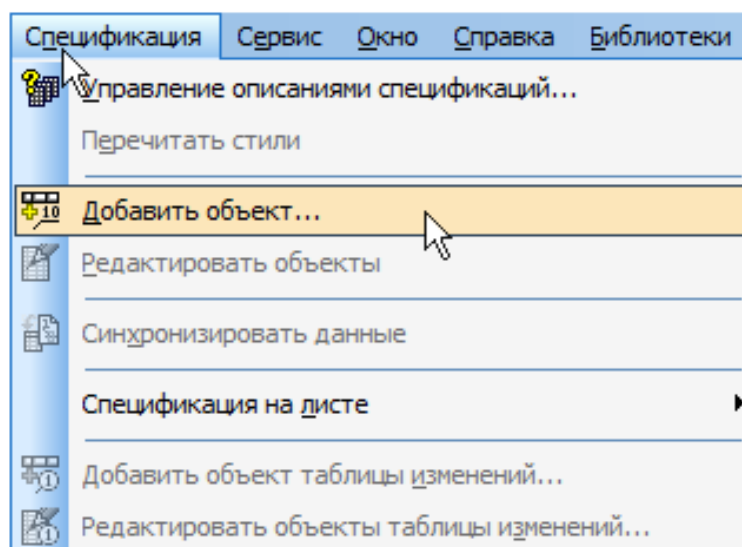 Спецификация Сервис Окно Справка Библиотеки
Управление описаниями спецификаций...
Перечитать стили
Добавить объект...
Редактировать объекты
Синхронизировать данные
Спецификация на листе
Добавить объект таблицы изменений...
Редактировать объекты таблицы изменений...